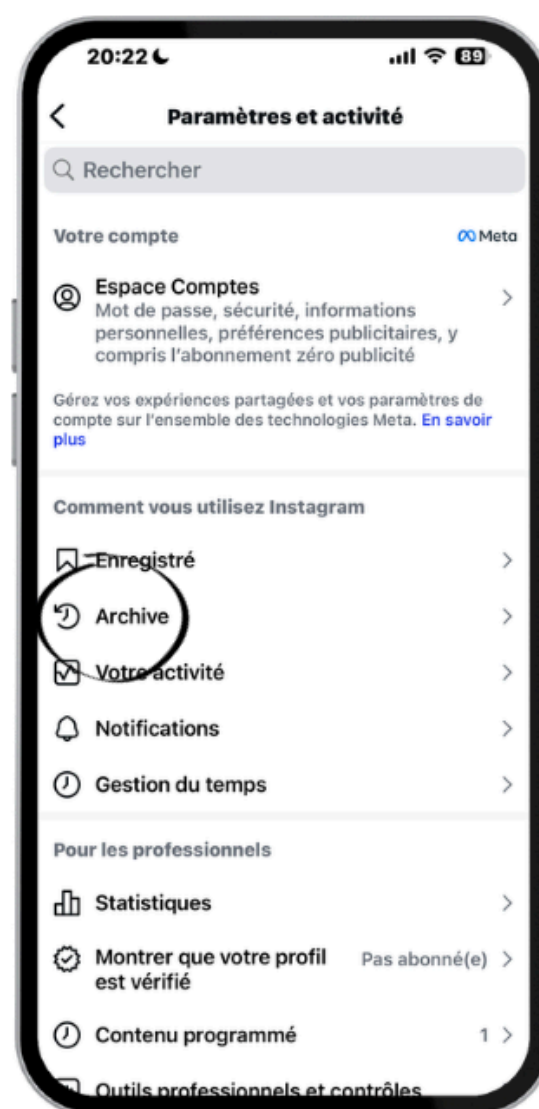 20:22
89
Paramètres et activité
Rechercher
Votre compte
Meta
Espace Comptes
Mot de passe, sécurité, informations
personnelles, préférences publicitaires, y
compris l'abonnement zéro publicité
Gérez vos expériences partagées et vos paramètres de
compte sur l'ensemble des technologies Meta. En savoir
plus
Comment vous utilisez Instagram
Enregistré
Archive
Votre activité
Notifications
Gestion du temps
Pour les professionnels
Statistiques
Montrer que votre profil
est vérifié
Pas abonné(e)
Contenu programmé
1
Outils professionnels et contrôles